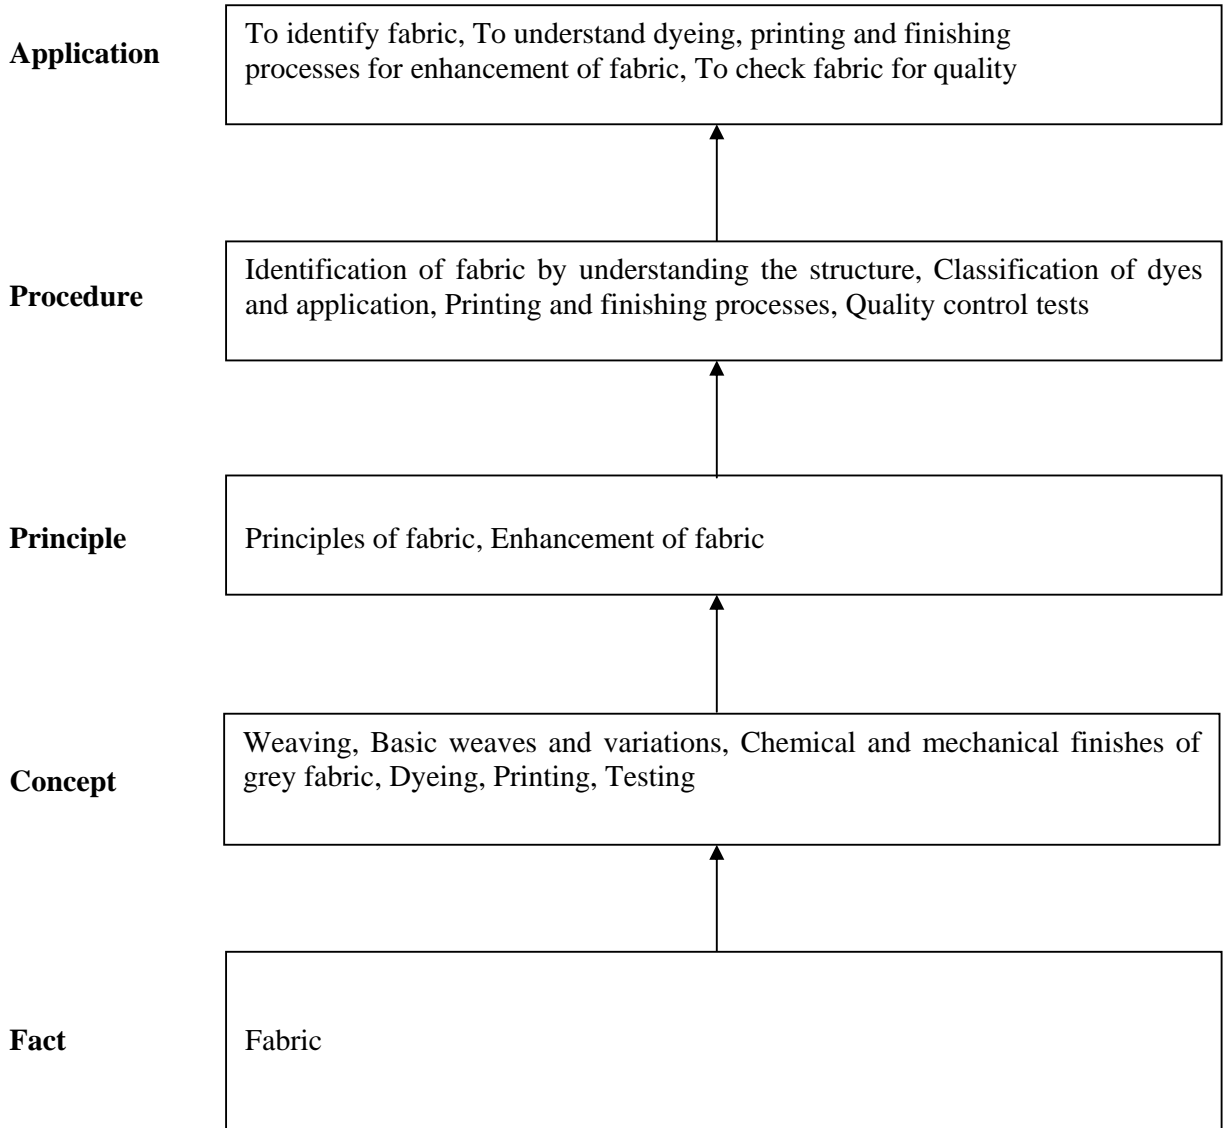 Application
To identify fabric, To understand dyeing, printing and finishing
processes for enhancement of fabric, To check fabric for quality
Procedure
Identification of fabric by understanding the structure, Classification of dyes
and application, Printing and finishing processes, Quality control tests
Principle
Principles of fabric, Enhancement of fabric
Concept
Weaving, Basic weaves and variations, Chemical and mechanical finishes of
grey fabric, Dyeing, Printing, Testing
Fact
Fabric